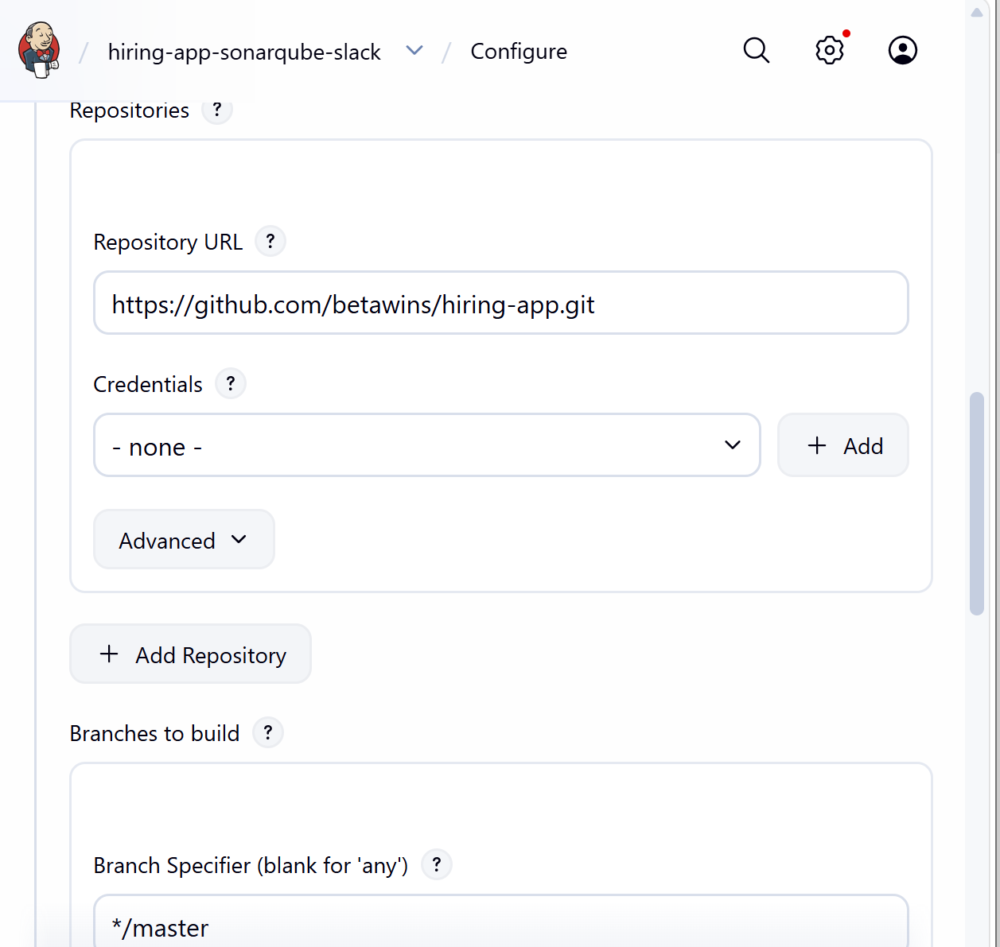 / hiring-app-sonarqube-slack / Configure
Repositories ?
Repository URL ?
https://github.com/betawins/hiring-app.git
Credentials ?
- none -
+ Add
Advanced
+ Add Repository
Branches to build ?
Branch Specifier (blank for 'any') ?
*/master